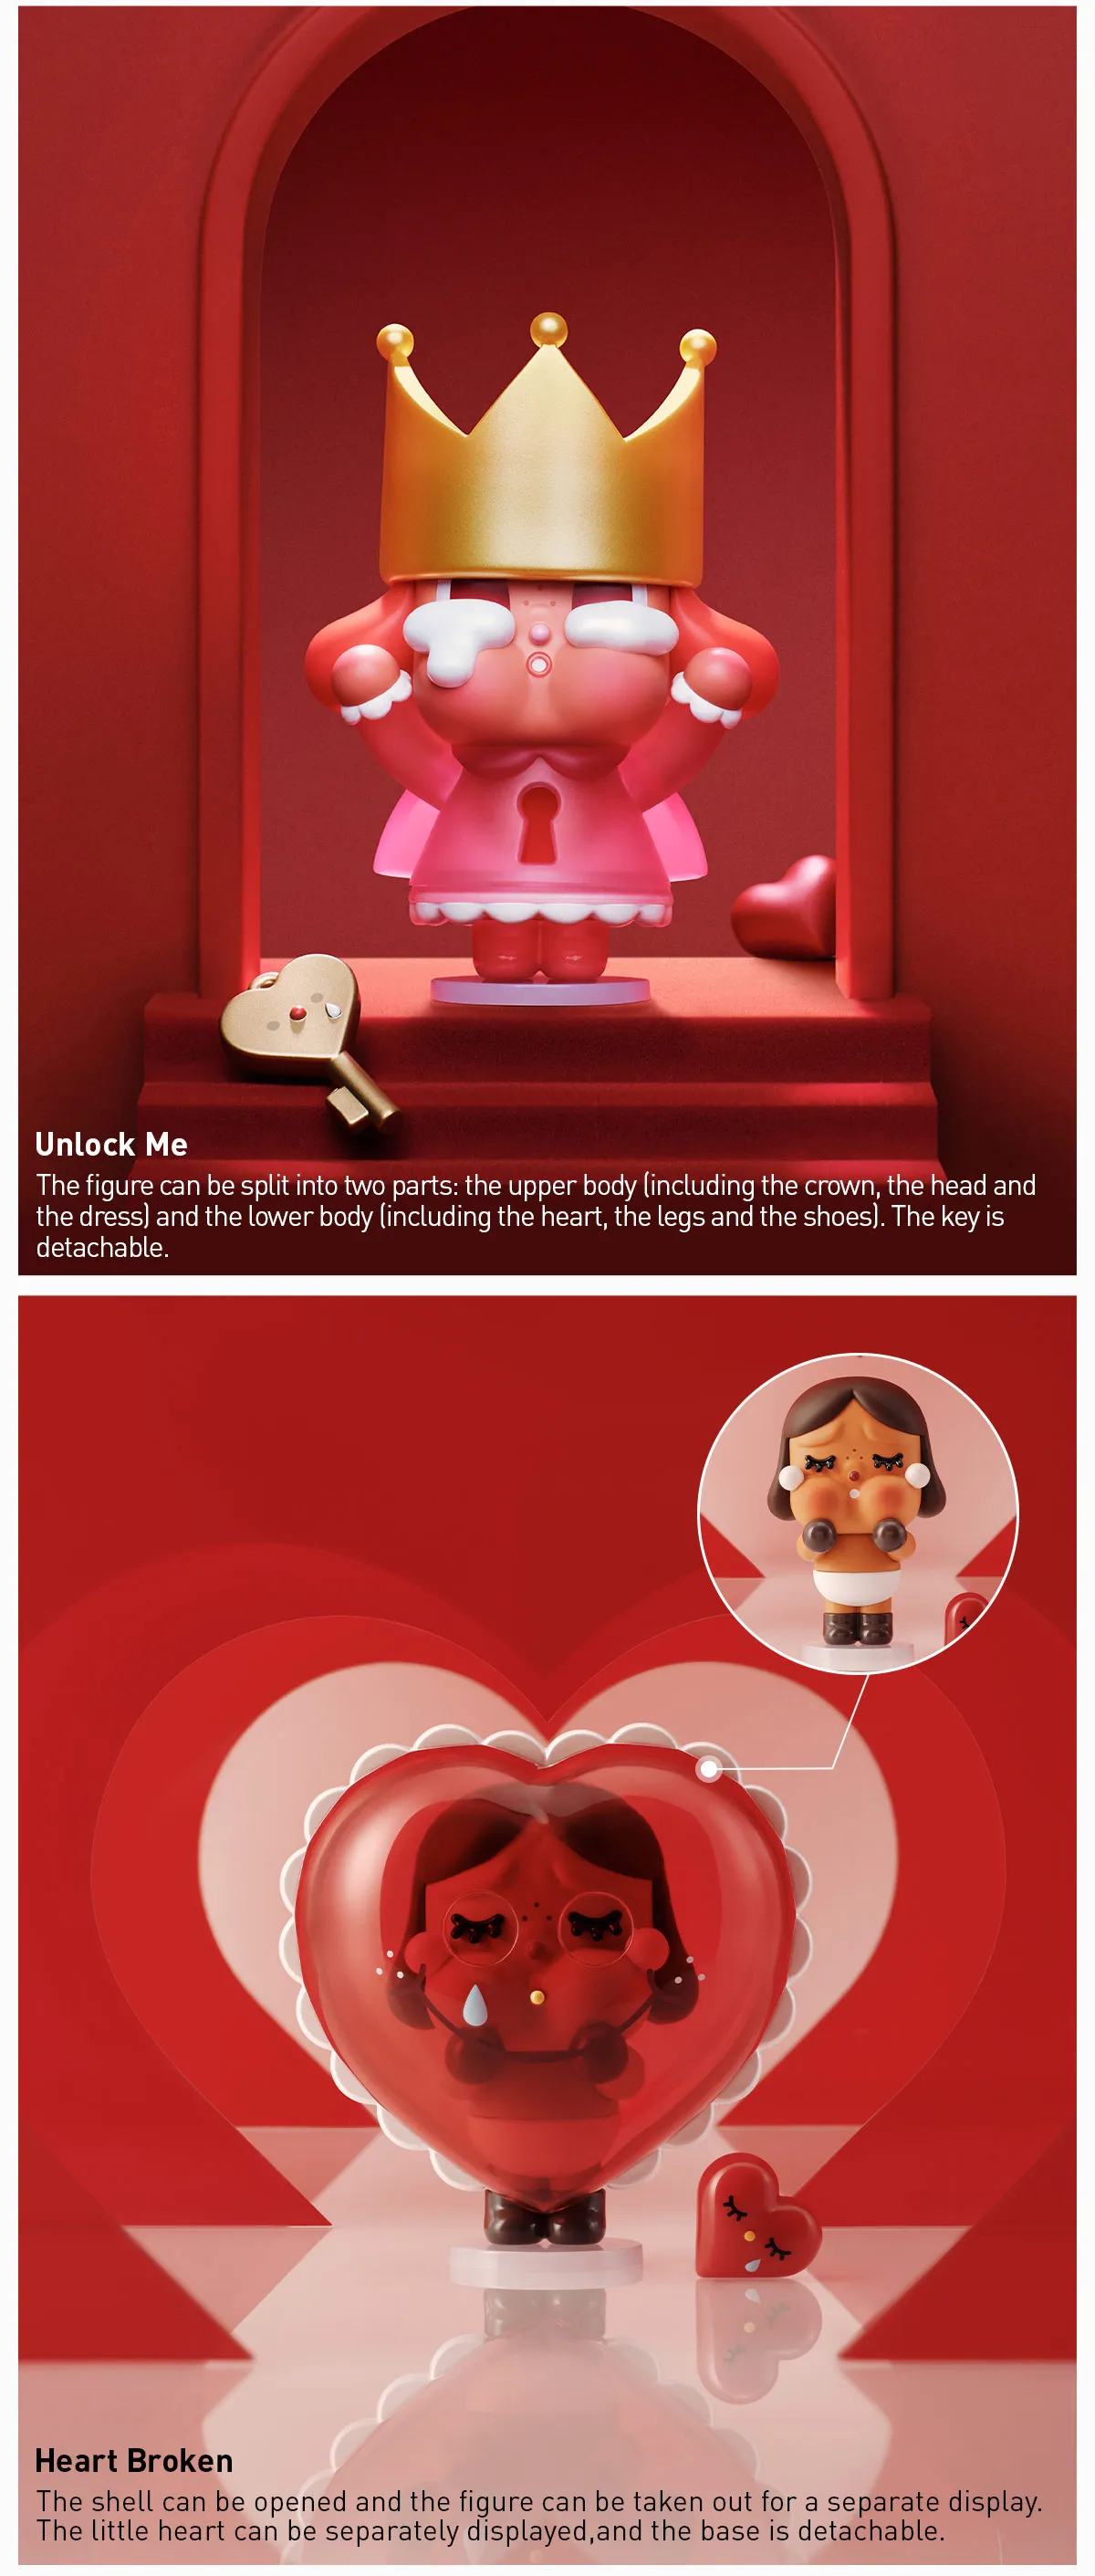 Unlock Me
The figure can be split into two parts: the upper body (including the crown, the head and
the dress) and the lower body (including the heart, the legs and the shoes). The key is
detachable.
Heart Broken
The shell can be opened and the figure can be taken out for a separate display.
The little heart can be separately displayed,and the base is detachable.